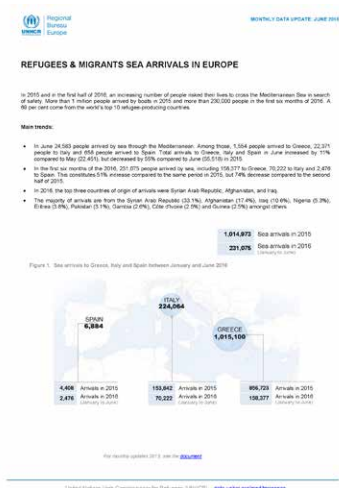 UNHCR
Regional
Bureau
Europe
MONTHLY DATA UPDATE: JUNE 2016
REFUGEES & MIGRANTS SEA ARRIVALS IN EUROPE
In 2015 and in the first half of 2016, an increasing number of people risked their lives to cross the Mediterranean Sea in search
of safety. More than 1 million people arrived by boats in 2015 and more than 230,000 people in the first six months of 2016. A
80 per cent come from the world's top 10 refugee-producing countries.
Main trends:
• In June 24,583 people arrived by sea through the Mediterranean. Among those, 1,554 people arrived to Greece, 22,371
people to Italy and 658 people arrived to Spain. Total arrivals to Greece, Italy and Spain in June increased by 11%
compared to May (22,451), but decreased by 55% compared to June (55,518) in 2015
• In the first six months of the 2016, 231,075 people arrived by sea, including 158,377 to Greece, 70,222 to Italy and 2,476
to Spain. This constitutes 51% increase compared to the same period in 2015, but 74% decrease compared to the second
half of 2015.
• In 2016, the top three countries of origin of arrivals were Syrian Arab Republic, Afghanistan, and Iraq.
• The majority of arrivals are from the Syrian Arab Republic (33.1%), Afghanistan (17.4%), Iraq (10.6%), Nigeria (5.3%),
Eritrea (3.8%), Pakistan (3.1%), Gambia (2.6%), Côte d'Ivoire (2.5%) and Guinea (2.5%) amongst others
1,014,973 Sea arrivals in 2015
231,075 Sea arrivals in 2016
(January to June)
Figure 1. Sea arrivals to Greece, Italy and Spain between January and June 2016
ITALY
224,064
SPAIN
6,884
GREECE
1,015,100
4,408 Arrivals in 2015
2,476 Arrivals in 2016
(January to June)
153,842 Arrivals in 2015
70,222 Arrivals in 2016
(January to June)
856,723 Arrivals in 2015
158,377 Arrivals in 2016
(January to June)
For monthly updates 2015, see the document